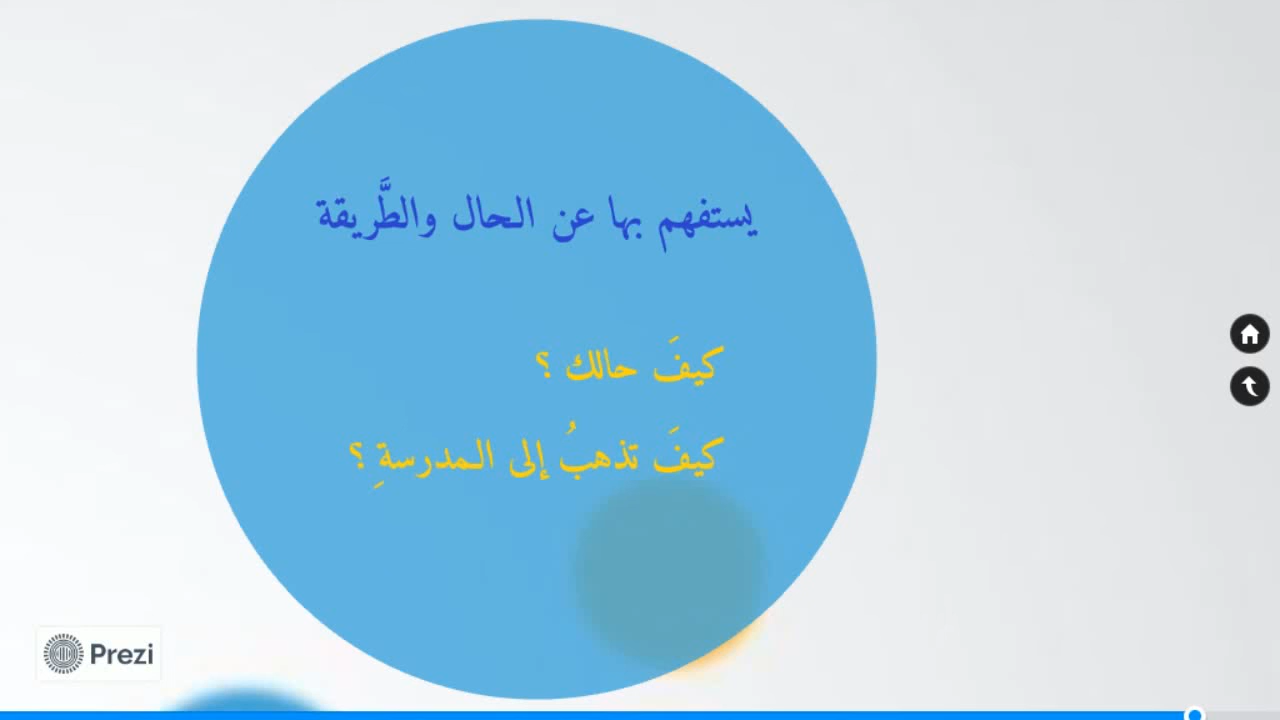 يستفهم بها عن الحال والطَّريقة
كيفَ حالك ؟
كيفَ تذهبُ إلى المدرسةِ ؟
Prezi